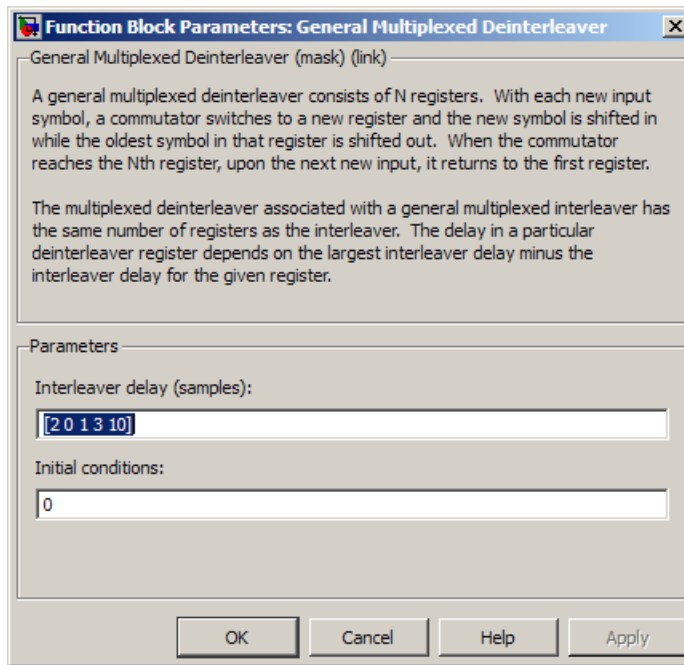 Function Block Parameters: General Multiplexed Deinterleaver
General Multiplexed Deinterleaver (mask) (link)
A general multiplexed deinterleaver consists of N registers. With each new input
symbol, a commutator switches to a new register and the new symbol is shifted in
while the oldest symbol in that register is shifted out. When the commutator
reaches the Nth register, upon the next new input, it returns to the first register.
The multiplexed deinterleaver associated with a general multiplexed interleaver has
the same number of registers as the interleaver. The delay in a particular
deinterleaver register depends on the largest interleaver delay minus the
interleaver delay for the given register.
Parameters
Interleaver delay (samples):
[2 0 1 3 10]
Initial conditions:
0
OK Cancel Help Apply